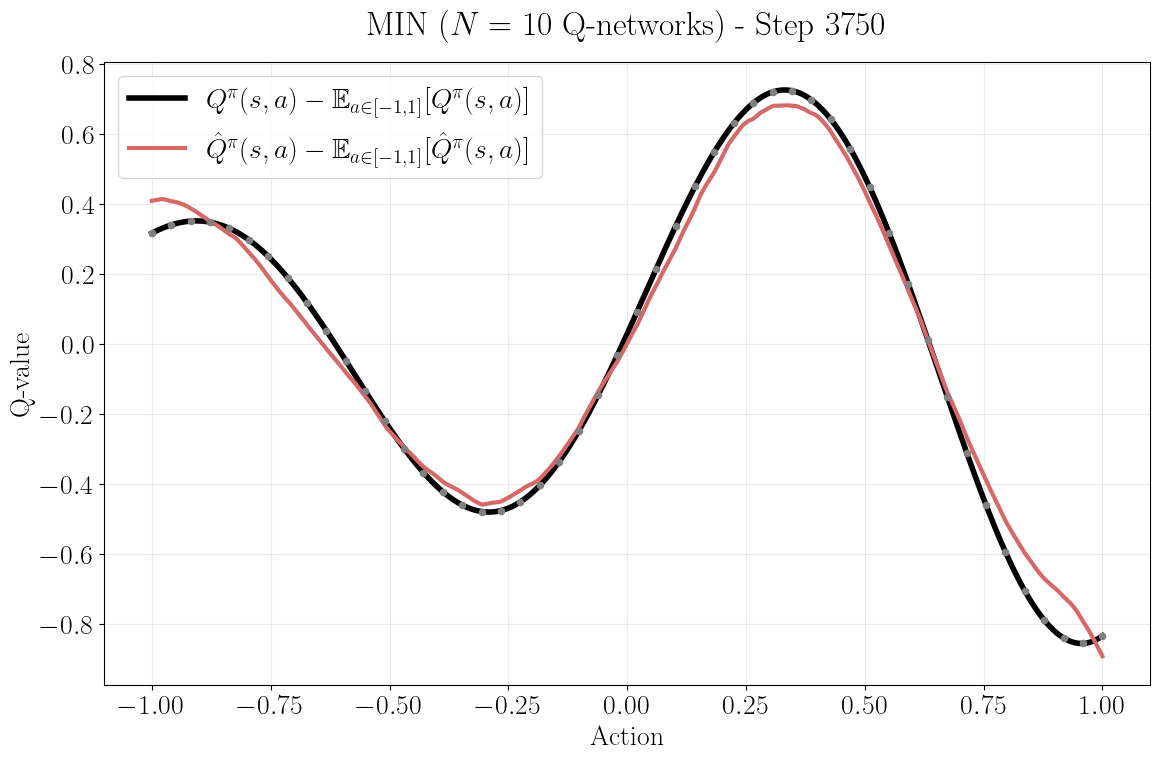 MIN (N = 10 Q-networks) - Step 3750
Q^π(s, a) − 𝔼_{a∈[−1,1]}[Q^π(s, a)]
Q̂^π(s, a) − 𝔼_{a∈[−1,1]}[Q̂^π(s, a)]
0.8
0.6
0.4
0.2
0.0
−0.2
−0.4
−0.6
−0.8
Q-value
−1.00 −0.75 −0.50 −0.25 0.00 0.25 0.50 0.75 1.00
Action